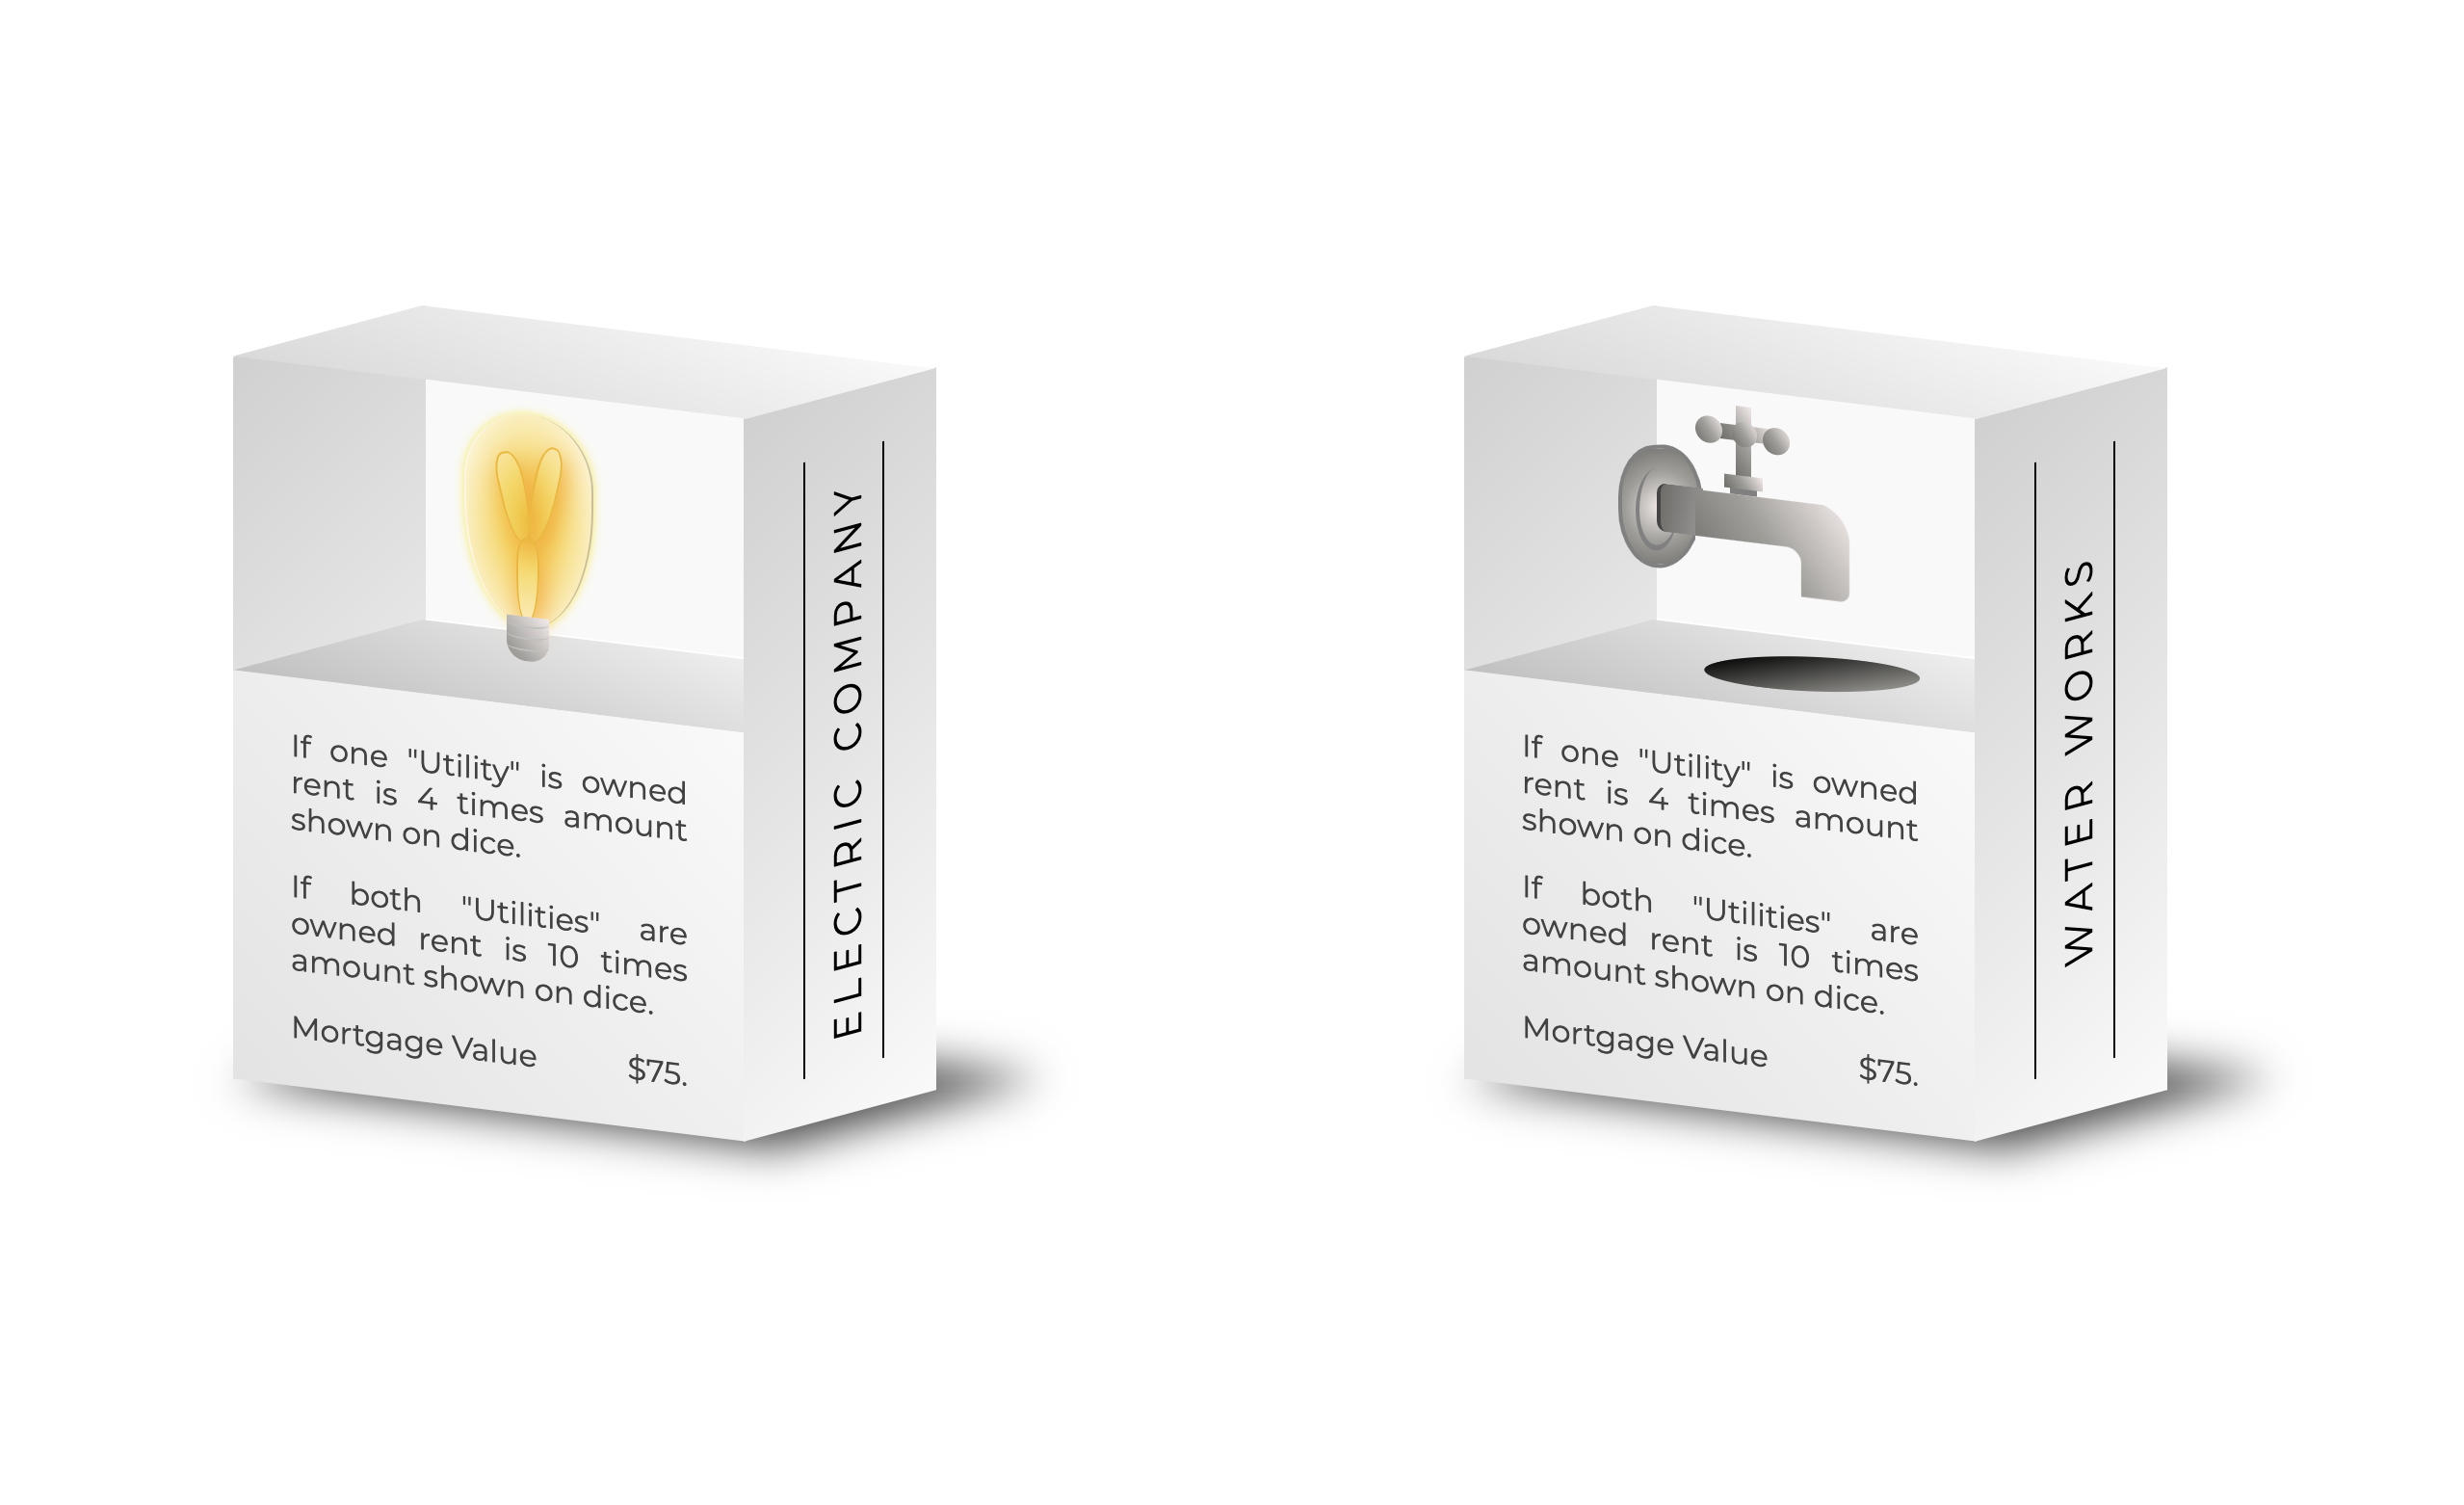 If one "Utility" is owned
rent is 4 times amount
shown on dice.
If both "Utilities" are
owned rent is 10 times
amount shown on dice.
Mortgage Value $75.
ELECTRIC COMPANY
If one "Utility" is owned
rent is 4 times amount
shown on dice.
If both "Utilities" are
owned rent is 10 times
amount shown on dice.
Mortgage Value $75.
WATER WORKS